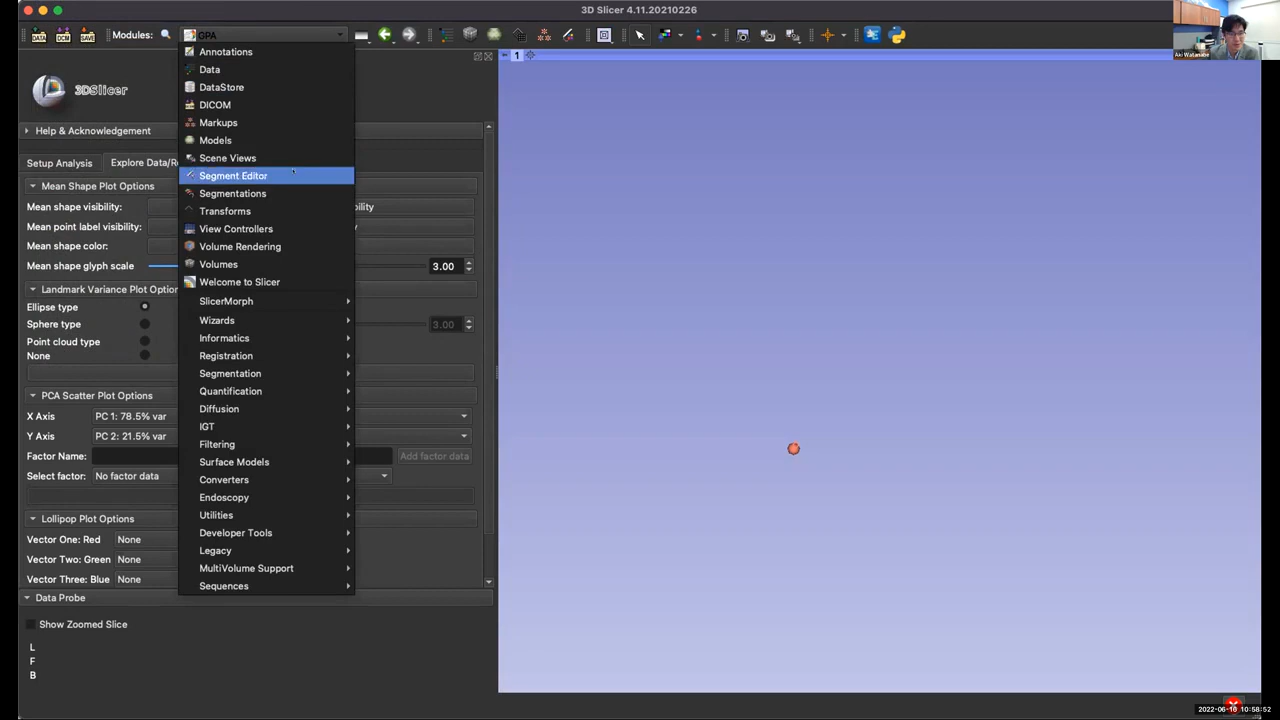 3D Slicer 4.11.20210226
DATA
DCM
SAVE
Modules:
GPA
1
Aki Watanabe
3DSlicer
Annotations
Data
DataStore
DICOM
Markups
Models
Scene Views
Segment Editor
Segmentations
Transforms
View Controllers
Volume Rendering
Volumes
Welcome to Slicer
SlicerMorph
Wizards
Informatics
Registration
Segmentation
Quantification
Diffusion
IGT
Filtering
Surface Models
Converters
Endoscopy
Utilities
Developer Tools
Legacy
MultiVolume Support
Sequences
Help & Acknowledgement
Setup Analysis
Explore Data/Re
Mean Shape Plot Options
Mean shape visibility:
Mean point label visibility:
Mean shape color:
Mean shape glyph scale
3.00
Landmark Variance Plot Option
Ellipse type
Sphere type
3.00
Point cloud type
None
PCA Scatter Plot Options
X Axis
PC 1: 78.5% var
Y Axis
PC 2: 21.5% var
Factor Name:
Add factor data
Select factor:
No factor data
Lollipop Plot Options
Vector One: Red
None
Vector Two: Green
None
Vector Three: Blue
None
Data Probe
Show Zoomed Slice
L
F
B